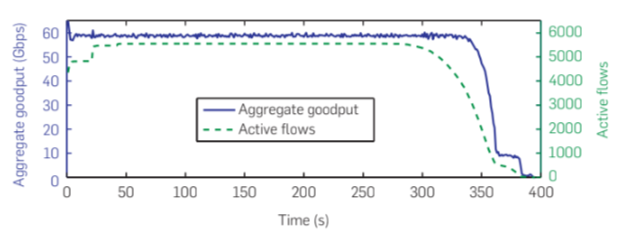 Aggregate goodput (Gbps)
60
50
40
30
20
10
0
Aggregate goodput
Active flows
6000
5000
4000
3000
2000
1000
0
Active flows
0 50 100 150 200 250 300 350 400
Time (s)